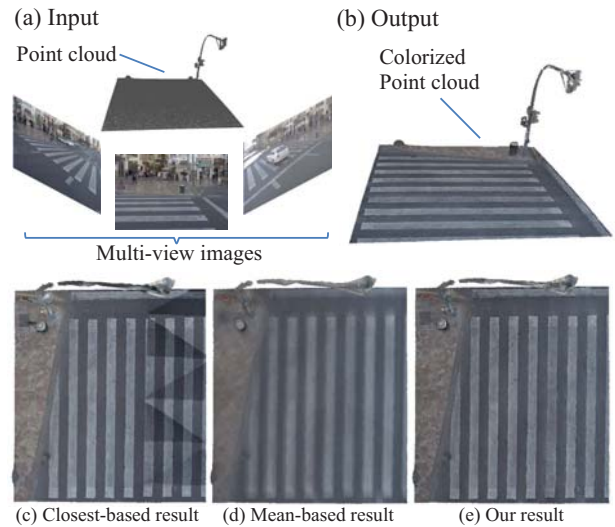 (a) Input
(b) Output
Point cloud
Colorized
Point cloud
Multi-view images
(c) Closest-based result
(d) Mean-based result
(e) Our result